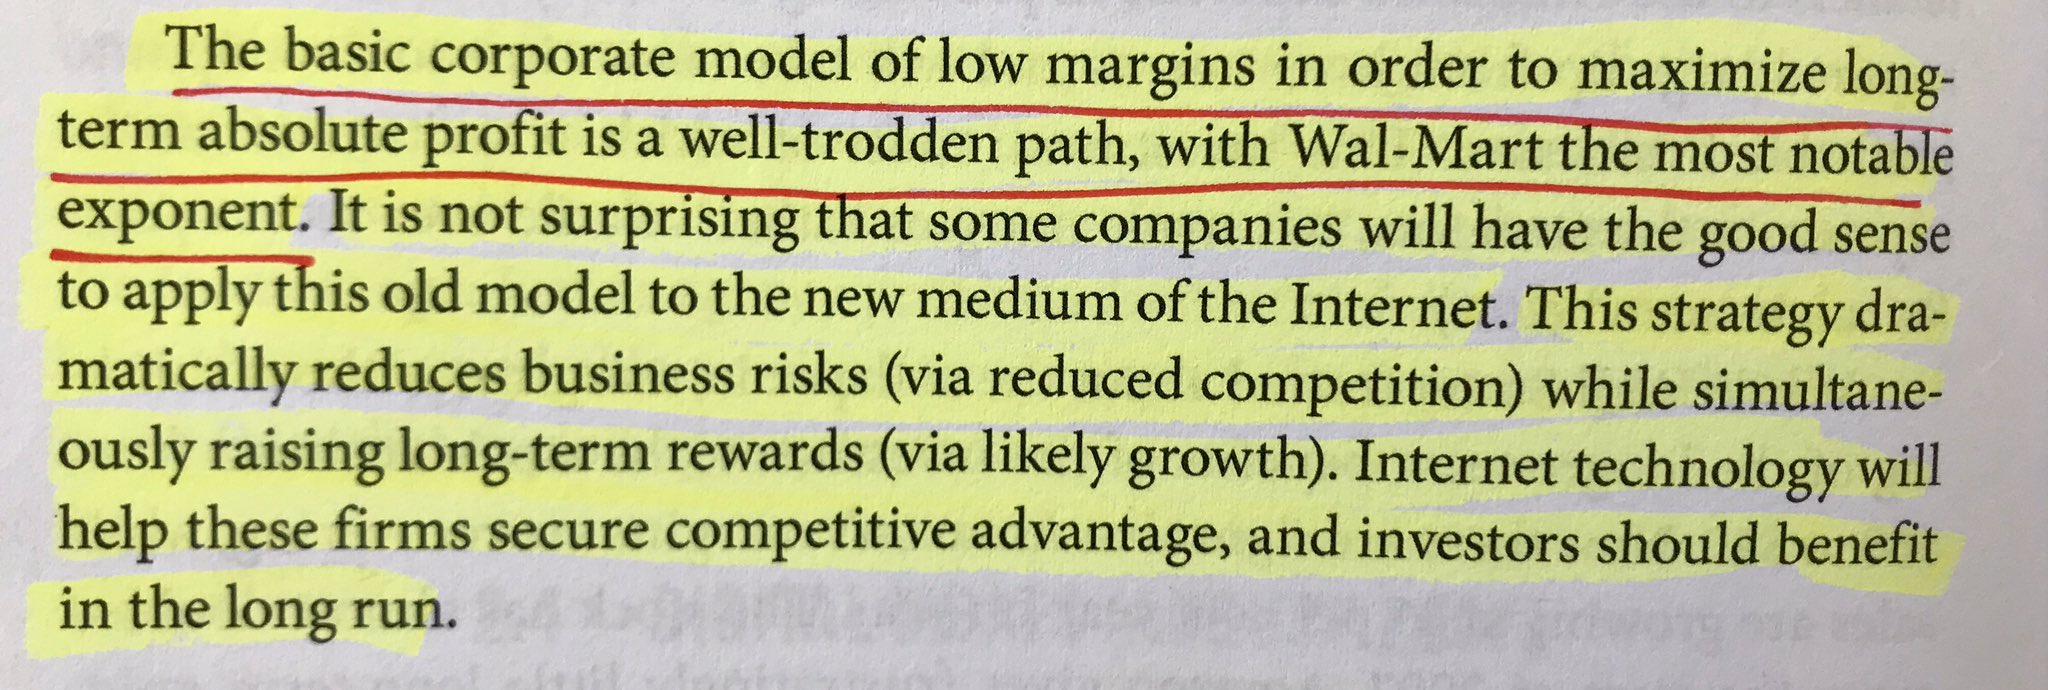 The basic corporate model of low margins in order to maximize long-
term absolute profit is a well-trodden path, with Wal-Mart the most notable
exponent. It is not surprising that some companies will have the good sense
to apply this old model to the new medium of the Internet. This strategy dra-
matically reduces business risks (via reduced competition) while simultane-
ously raising long-term rewards (via likely growth). Internet technology will
help these firms secure competitive advantage, and investors should benefit
in the long run.